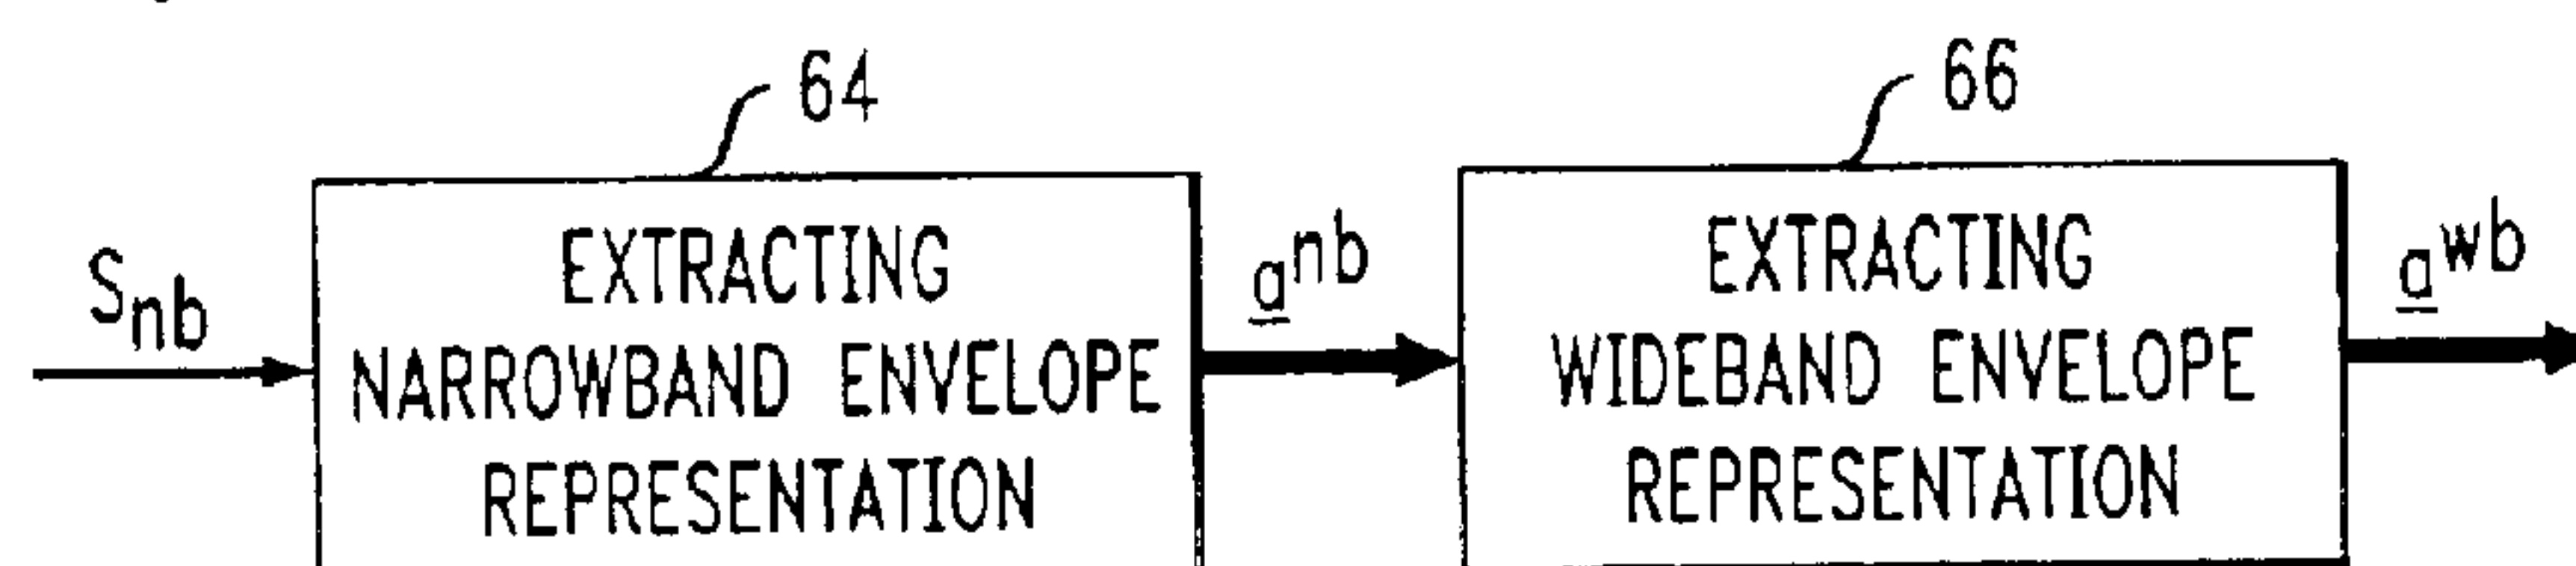 64
66
S_nb
EXTRACTING
NARROWBAND ENVELOPE
REPRESENTATION
a^nb
EXTRACTING
WIDEBAND ENVELOPE
REPRESENTATION
a^wb